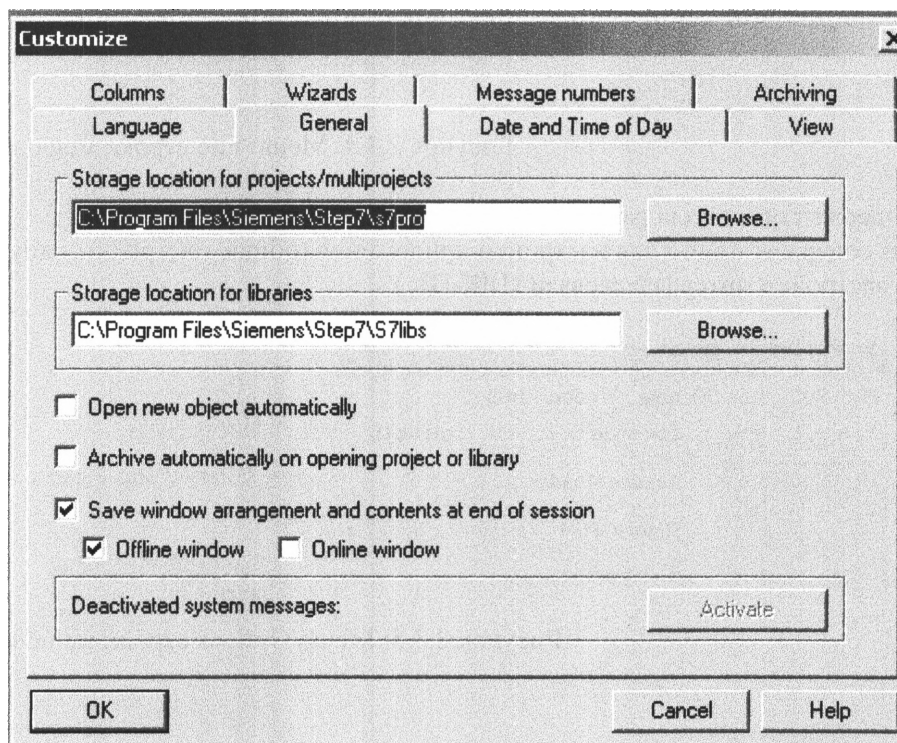 Customize
Columns Wizards Message numbers Archiving
Language General Date and Time of Day View
Storage location for projects/multiprojects
C:\Program Files\Siemens\Step7\s7proj Browse...
Storage location for libraries
C:\Program Files\Siemens\Step7\S7libs Browse...
Open new object automatically
Archive automatically on opening project or library
Save window arrangement and contents at end of session
Offline window Online window
Deactivated system messages: Activate
OK Cancel Help